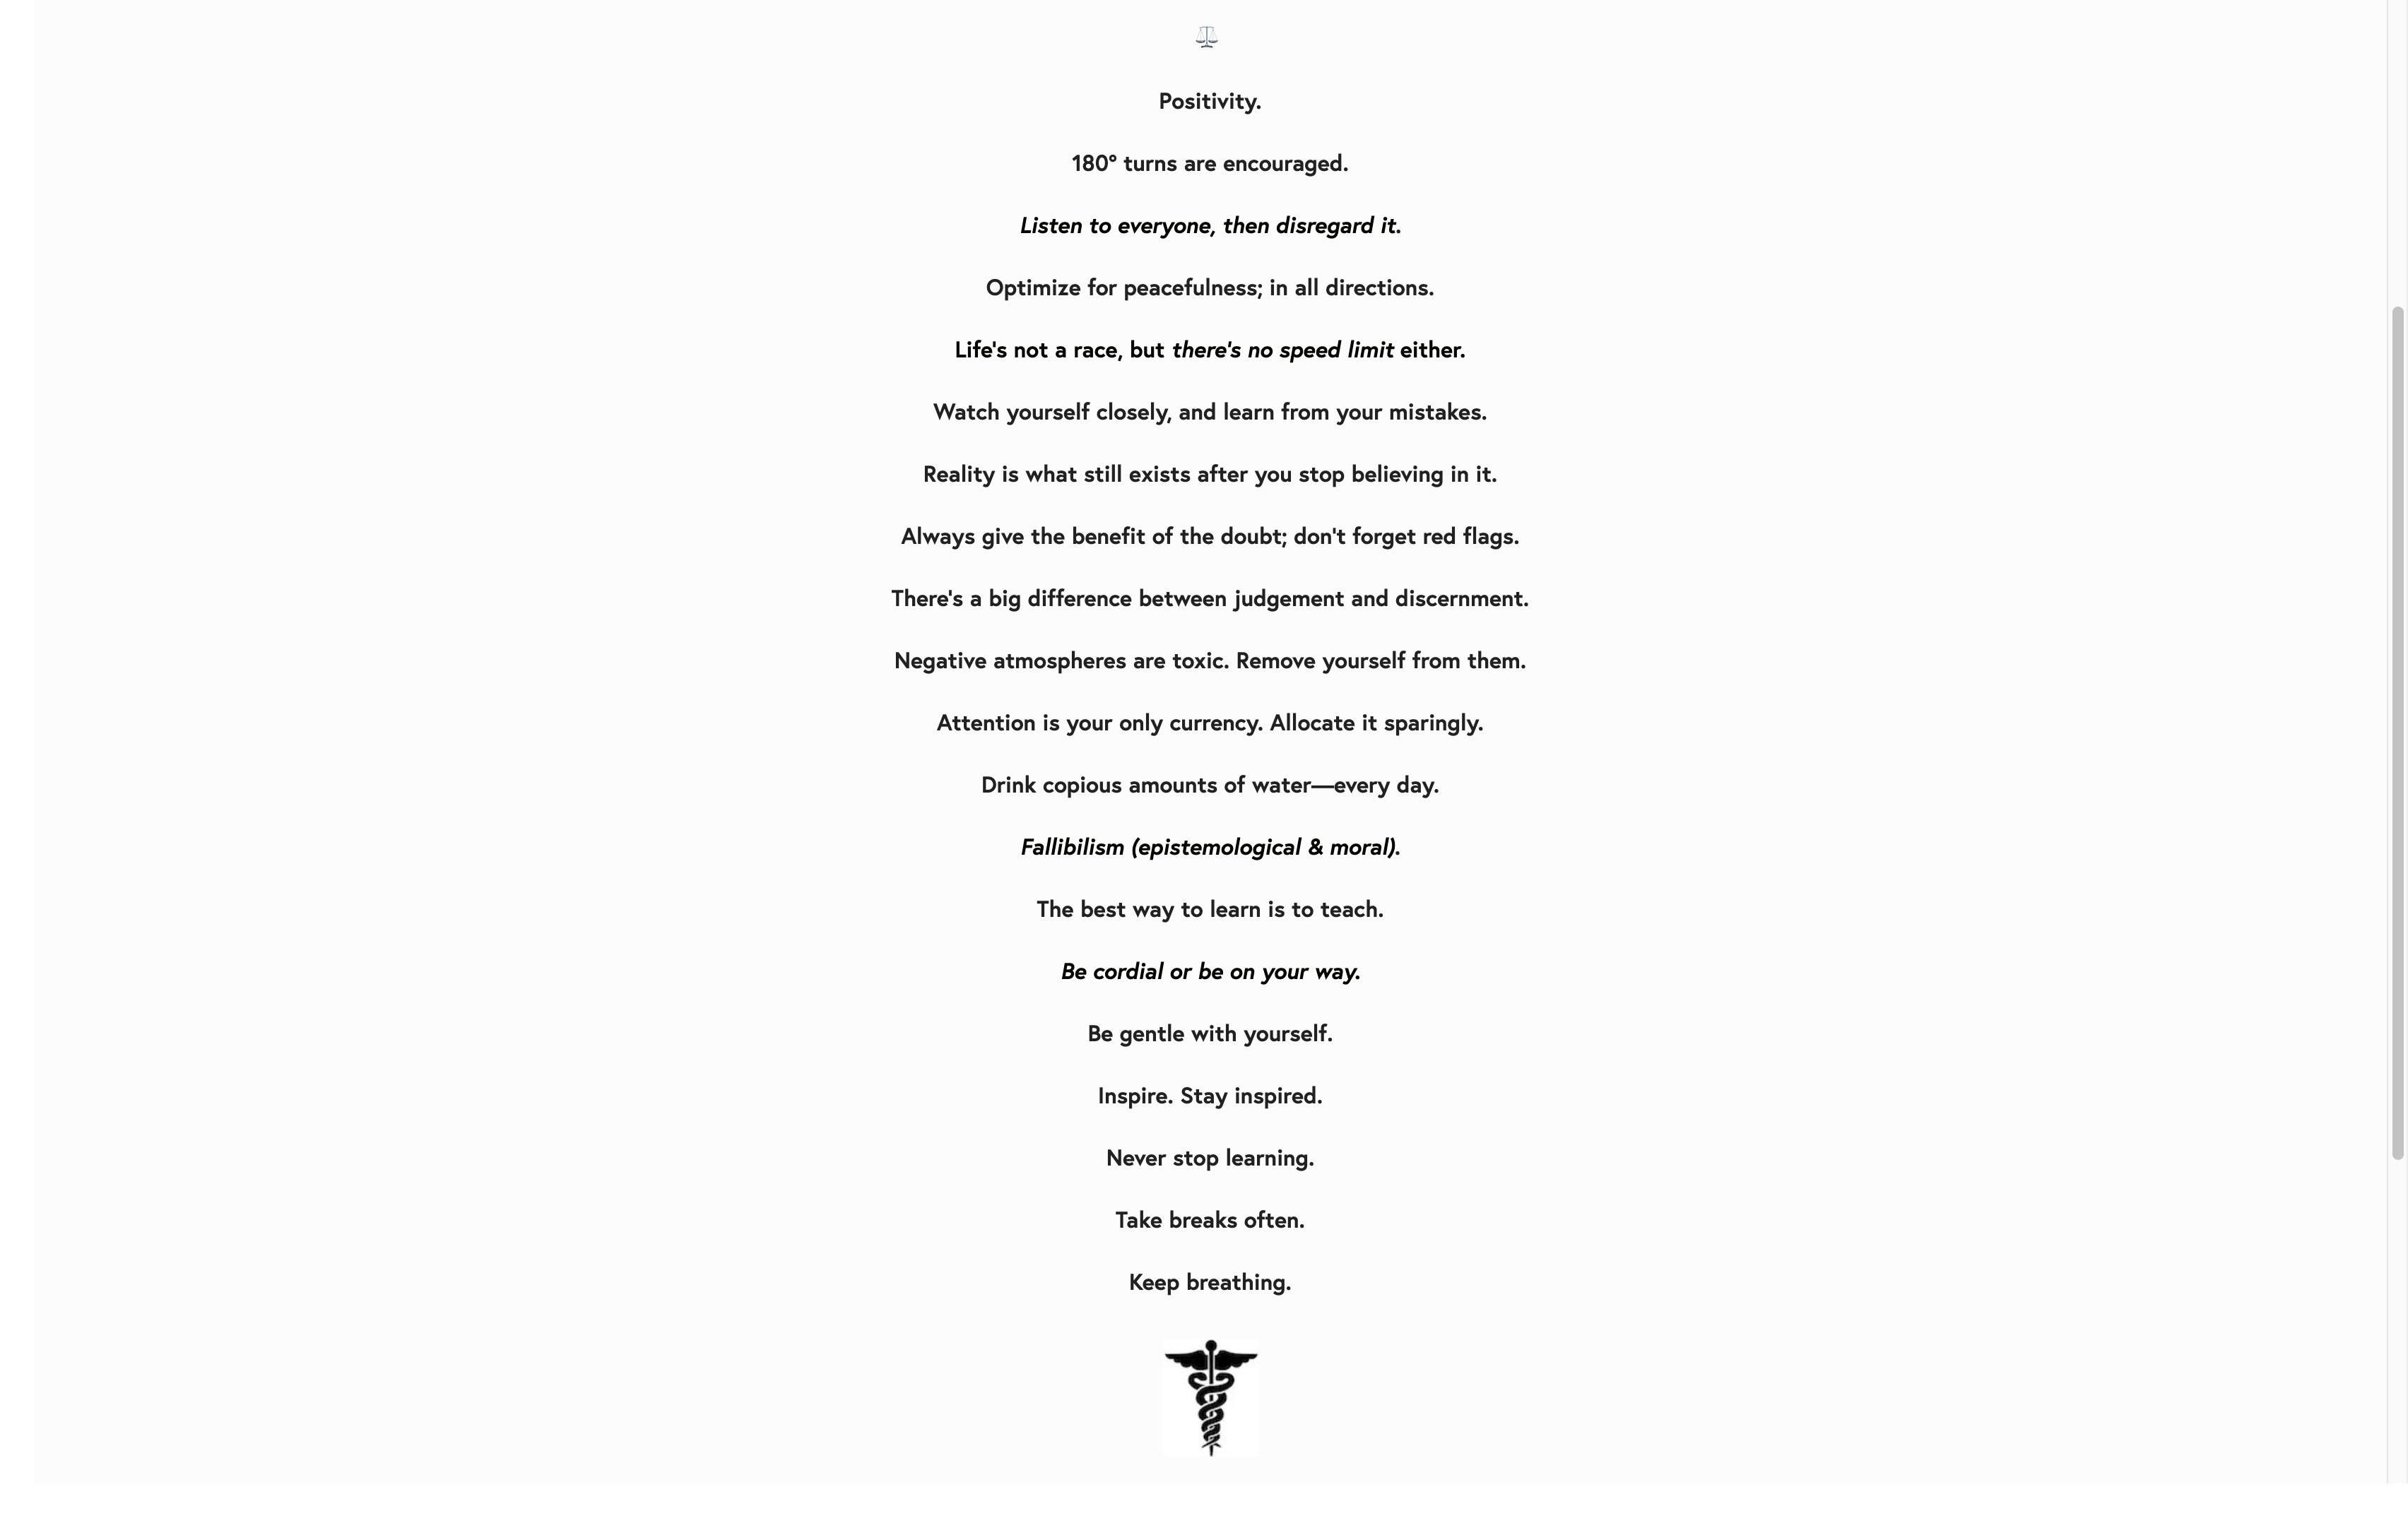 Positivity.
180° turns are encouraged.
Listen to everyone, then disregard it.
Optimize for peacefulness; in all directions.
Life's not a race, but there's no speed limit either.
Watch yourself closely, and learn from your mistakes.
Reality is what still exists after you stop believing in it.
Always give the benefit of the doubt; don't forget red flags.
There's a big difference between judgement and discernment.
Negative atmospheres are toxic. Remove yourself from them.
Attention is your only currency. Allocate it sparingly.
Drink copious amounts of water—every day.
Fallibilism (epistemological & moral).
The best way to learn is to teach.
Be cordial or be on your way.
Be gentle with yourself.
Inspire. Stay inspired.
Never stop learning.
Take breaks often.
Keep breathing.